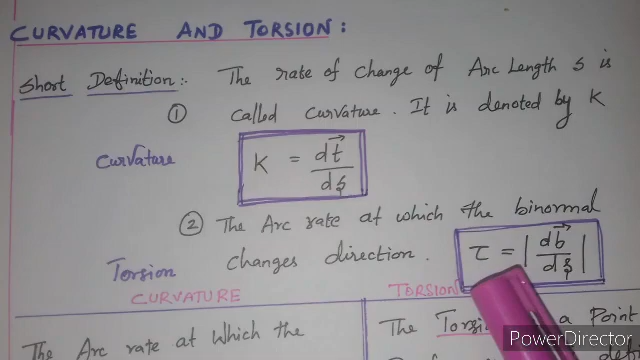 CURVATURE AND TORSION:
Short Definition:- The rate of change of Arc Length s is
① called curvature. It is denoted by K
Curvature K = dt⃗/ds
② The Arc rate at which the binormal
Torsion changes direction. τ = |db⃗/ds|
CURVATURE TORSION
The Arc rate at Which the
The Torsi a Point
PowerDirector